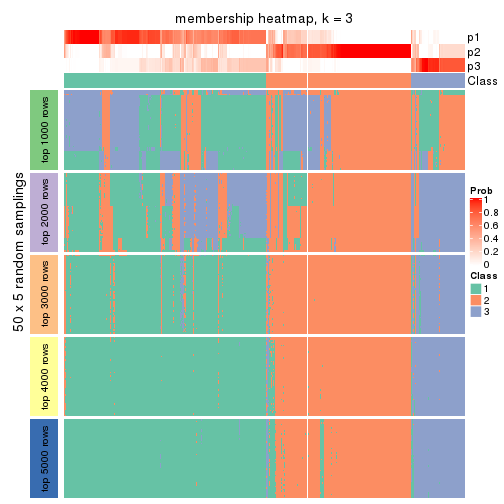 membership heatmap, k = 3
p1
p2
p3
Class
50 x 5 random samplings
top 1000 rows
top 2000 rows
top 3000 rows
top 4000 rows
top 5000 rows
Prob
1
0.8
0.6
0.4
0.2
0
Class
1
2
3